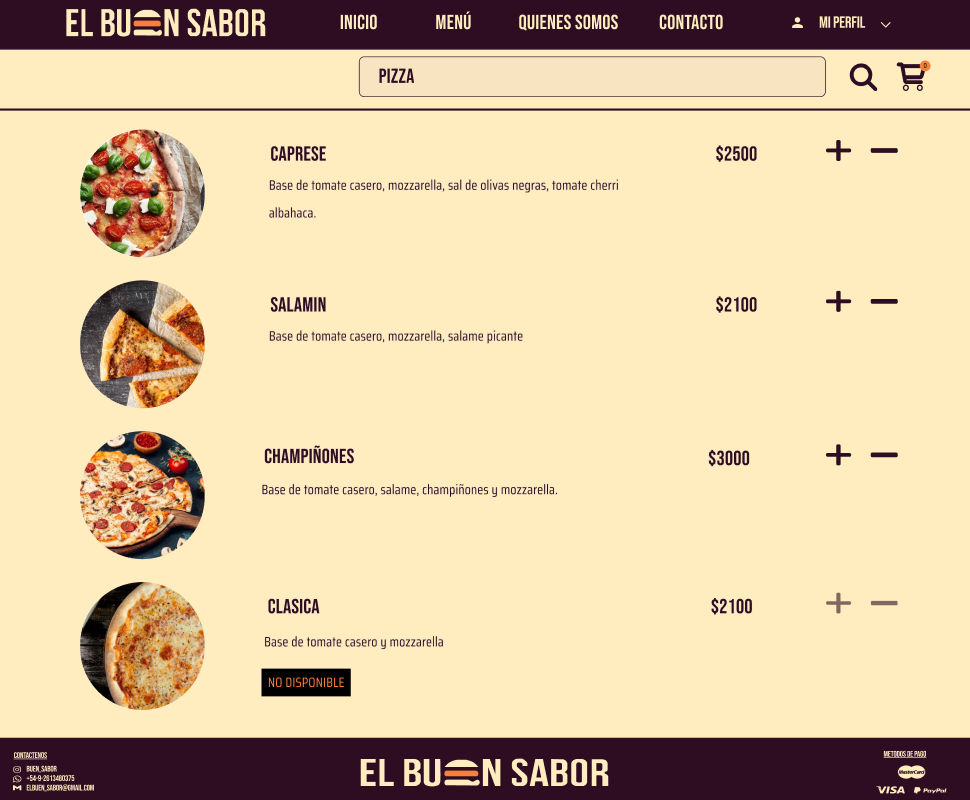 EL BUEN SABOR
INICIO MENÚ QUIENES SOMOS CONTACTO MI PERFIL
PIZZA
0
CAPRESE $2500
Base de tomate casero, mozzarella, sal de olivas negras, tomate cherri
albahaca.
SALAMIN $2100
Base de tomate casero, mozzarella, salame picante
CHAMPIÑONES $3000
Base de tomate casero, salame, champiñones y mozzarella.
CLASICA $2100
Base de tomate casero y mozzarella
NO DISPONIBLE
CONTACTENOS
BUEN_SABOR
+54-9-2613480375
ELBUEN_SABOR@GMAIL.COM
EL BUEN SABOR
METODOS DE PAGO
MasterCard
VISA PayPal